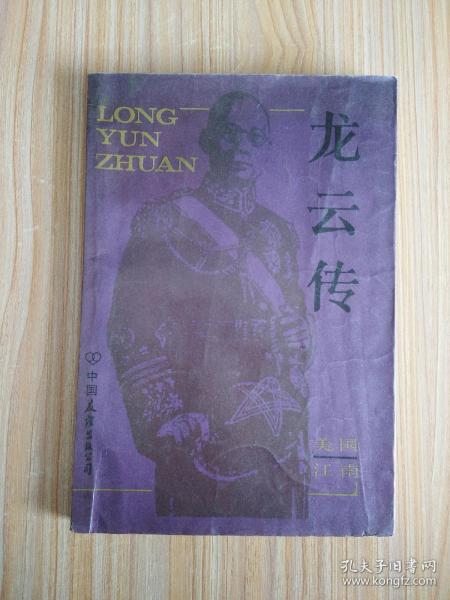 LONG
YUN
ZHUAN
龙云传
美国
江南
中国友谊出版公司
孔夫子旧书网
www.kongfz.com